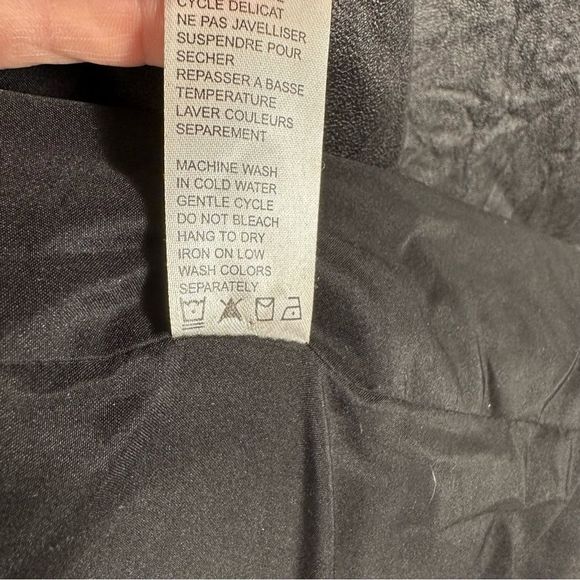 CYCLE DELICAT
NE PAS JAVELLISER
SUSPENDRE POUR
SECHER
REPASSER A BASSE
TEMPERATURE
LAVER COULEURS
SEPAREMENT
MACHINE WASH
IN COLD WATER
GENTLE CYCLE
DO NOT BLEACH
HANG TO DRY
IRON ON LOW
WASH COLORS
SEPARATELY